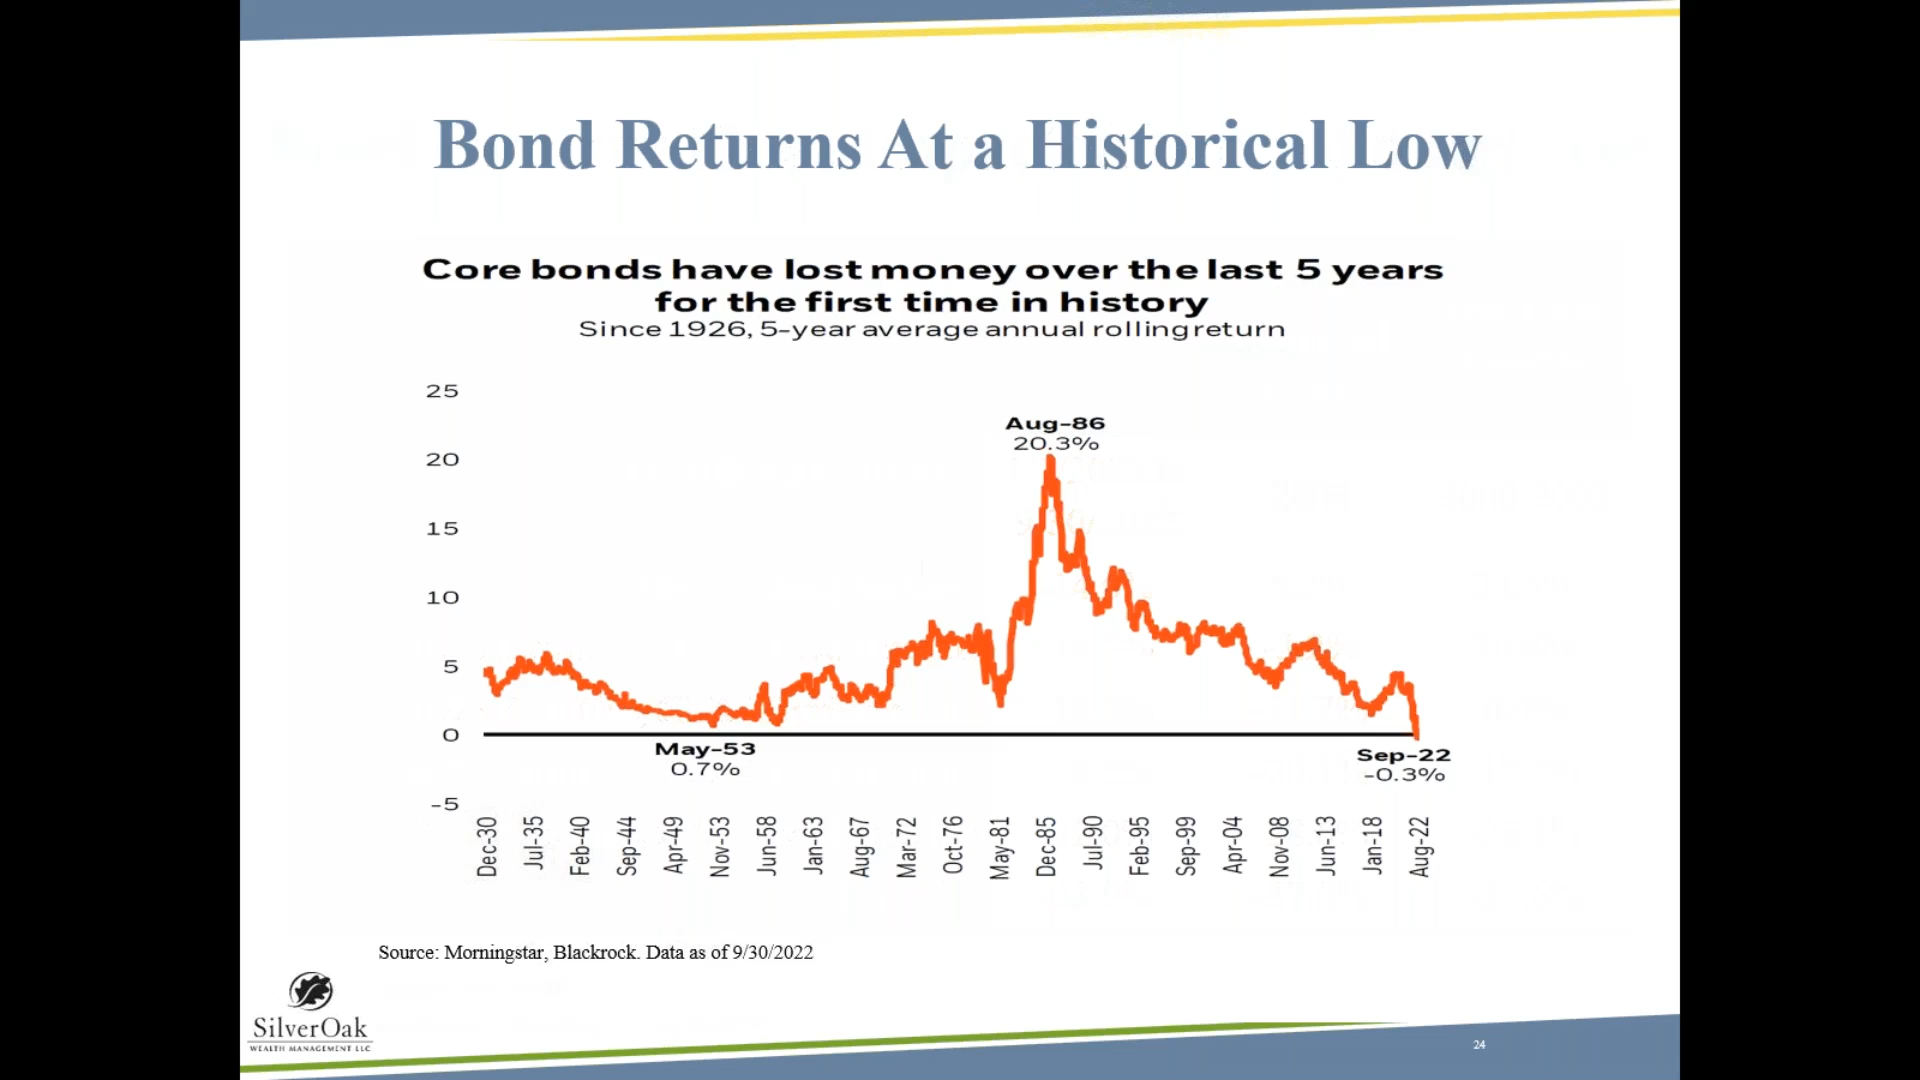 Bond Returns At a Historical Low
Core bonds have lost money over the last 5 years
for the first time in history
Since 1926, 5-year average annual rolling return
25
20
15
10
5
0
-5
Aug-86
20.3%
May-53
0.7%
Sep-22
-0.3%
Dec-30
Jul-35
Feb-40
Sep-44
Apr-49
Nov-53
Jun-58
Jan-63
Aug-67
Mar-72
Oct-76
May-81
Dec-85
Jul-90
Feb-95
Sep-99
Apr-04
Nov-08
Jun-13
Jan-18
Aug-22
Source: Morningstar, Blackrock. Data as of 9/30/2022
SilverOak
WEALTH MANAGEMENT LLC
24